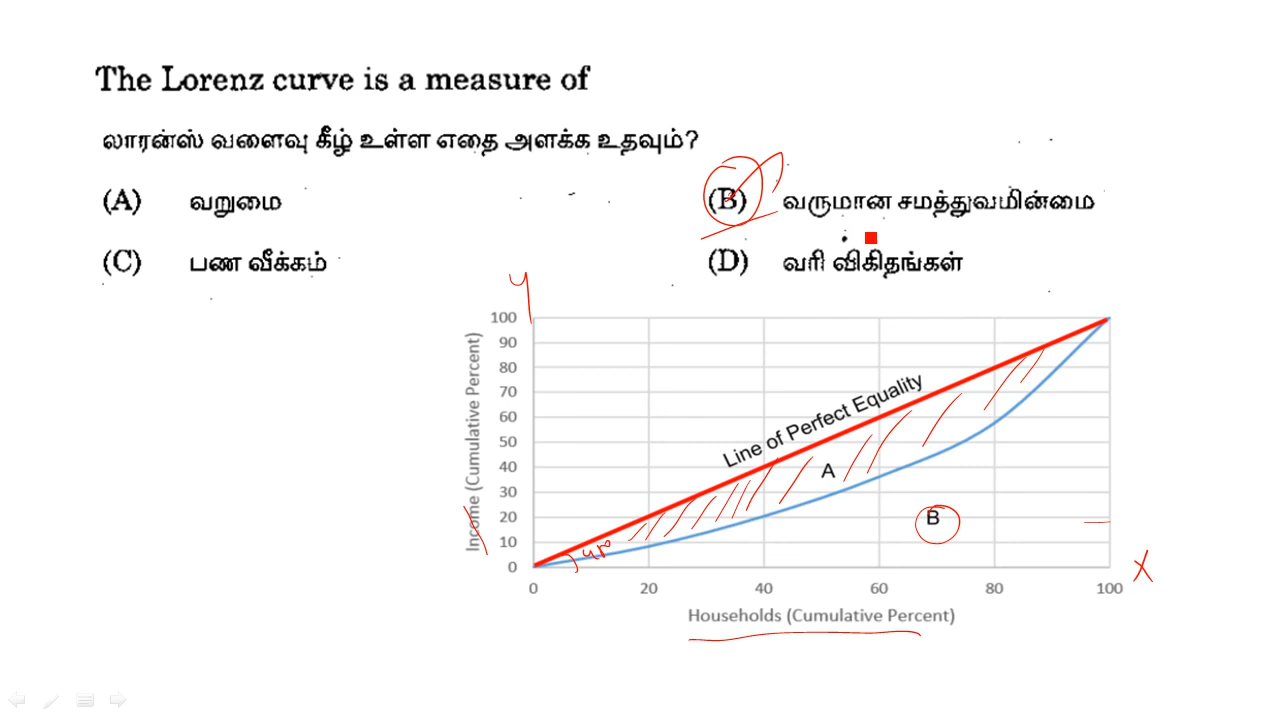 The Lorenz curve is a measure of
லாரன்ஸ் வளைவு கீழ் உள்ள எதை அளக்க உதவும்?
(A) வறுமை
(B) வருமான சமத்துவமின்மை
(C) பண வீக்கம்
(D) வரி விகிதங்கள்
y
100
90
80
70
60
50
40
30
20
10
0
Income (Cumulative Percent)
Line of Perfect Equality
A
B
45°
X
0 20 40 60 80 100
Households (Cumulative Percent)